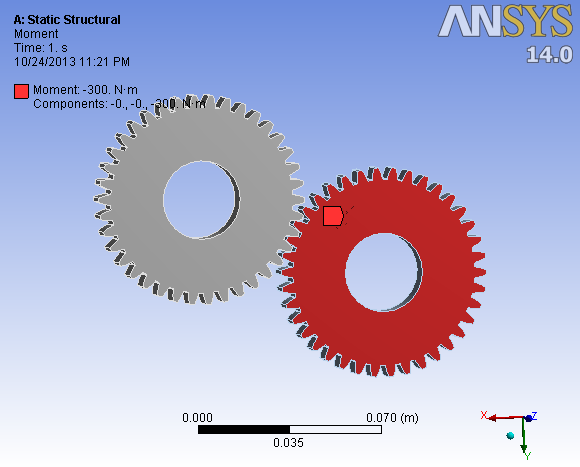 A: Static Structural
Moment
Time: 1. s
10/24/2013 11:21 PM
Moment: -300. N·m
Components: -0., -0., -300. N·m
ANSYS
14.0
0.000
0.070 (m)
0.035
X
Z
Y